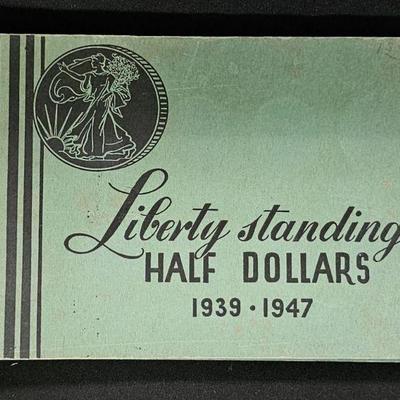 Liberty standing
HALF DOLLARS
1939 · 1947